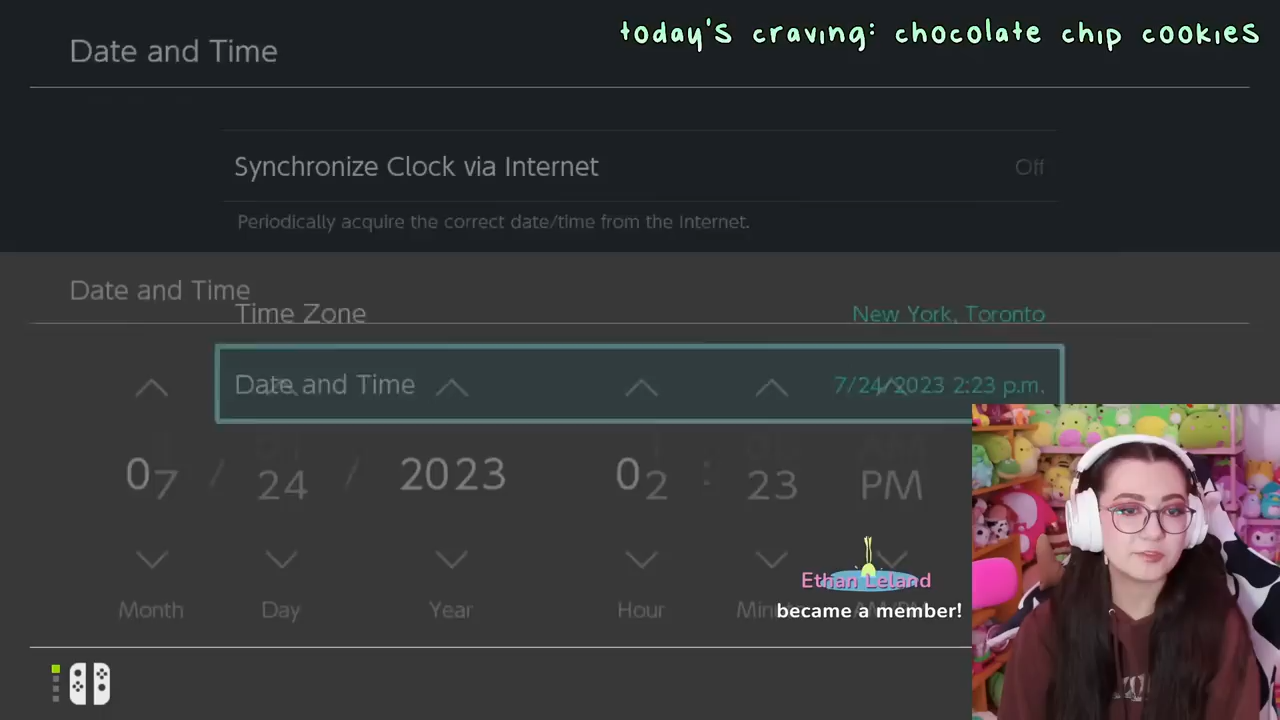 today's craving: chocolate chip cookies
Date and Time
Synchronize Clock via Internet Off
Periodically acquire the correct date/time from the Internet.
Date and Time
Time Zone New York, Toronto
Date and Time 7/24/2023 2:23 p.m.
07 / 24 / 2023 02 : 23 PM
Ethan Leland
became a member!
Month Day Year Hour